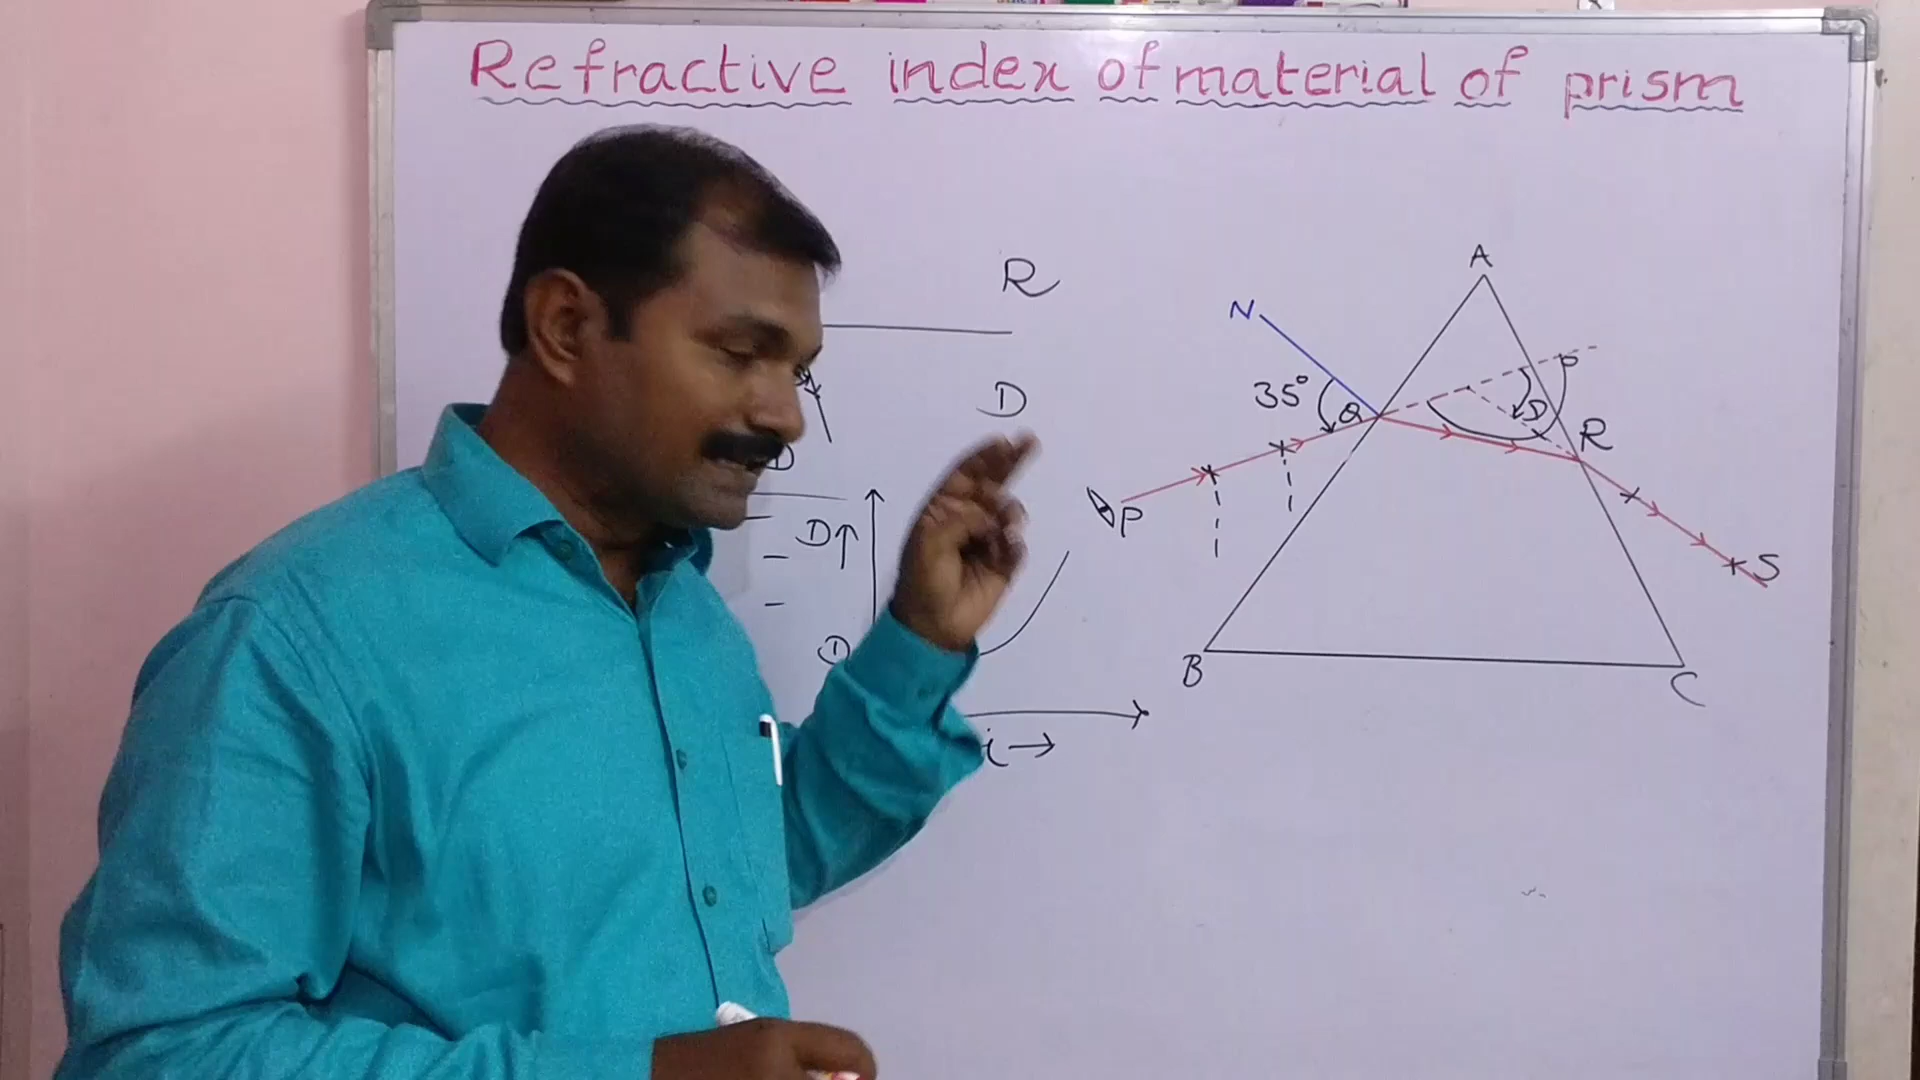 Refractive index of material of prism
R
D
D
D↑
D
i→
A
N
35°
Q
D
R
P
S
B
C